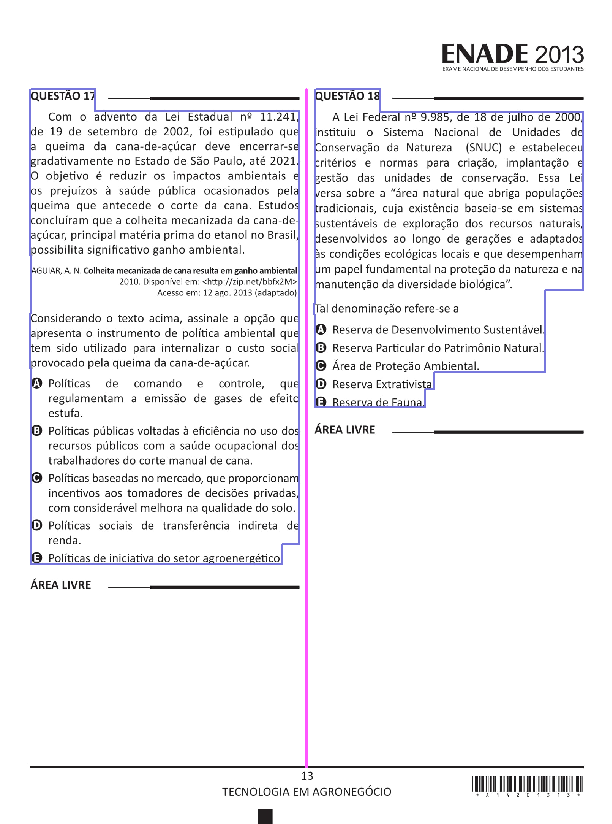 ENADE 2013
EXAME NACIONAL DE DESEMPENHO DOS ESTUDANTES
QUESTÃO 17
Com o advento da Lei Estadual nº 11.241,
de 19 de setembro de 2002, foi estipulado que
a queima da cana-de-açúcar deve encerrar-se
gradativamente no Estado de São Paulo, até 2021.
O objetivo é reduzir os impactos ambientais e
os prejuízos à saúde pública ocasionados pela
queima que antecede o corte da cana. Estudos
concluíram que a colheita mecanizada da cana-de-
açúcar, principal matéria prima do etanol no Brasil,
possibilita significativo ganho ambiental.
AGUIAR, A. N. Colheita mecanizada de cana resulta em ganho ambiental
2010. Disponível em: <http://zip.net/bbfx2M>
Acesso em: 12 ago. 2013 (adaptado)
Considerando o texto acima, assinale a opção que
apresenta o instrumento de política ambiental que
tem sido utilizado para internalizar o custo social
provocado pela queima da cana-de-açúcar.
A Políticas de comando e controle, que
regulamentam a emissão de gases de efeito
estufa.
B Políticas públicas voltadas à eficiência no uso dos
recursos públicos com a saúde ocupacional dos
trabalhadores do corte manual de cana.
C Políticas baseadas no mercado, que proporcionam
incentivos aos tomadores de decisões privadas,
com considerável melhora na qualidade do solo.
D Políticas sociais de transferência indireta de
renda.
E Políticas de iniciativa do setor agroenergético
ÁREA LIVRE
QUESTÃO 18
A Lei Federal nº 9.985, de 18 de julho de 2000,
instituiu o Sistema Nacional de Unidades de
Conservação da Natureza (SNUC) e estabeleceu
critérios e normas para criação, implantação e
gestão das unidades de conservação. Essa Lei
versa sobre a “área natural que abriga populações
tradicionais, cuja existência baseia-se em sistemas
sustentáveis de exploração dos recursos naturais,
desenvolvidos ao longo de gerações e adaptados
às condições ecológicas locais e que desempenham
um papel fundamental na proteção da natureza e na
manutenção da diversidade biológica”.
Tal denominação refere-se a
A Reserva de Desenvolvimento Sustentável.
B Reserva Particular do Patrimônio Natural.
C Área de Proteção Ambiental.
D Reserva Extrativista
E Reserva de Fauna.
ÁREA LIVRE
13
TECNOLOGIA EM AGRONEGÓCIO